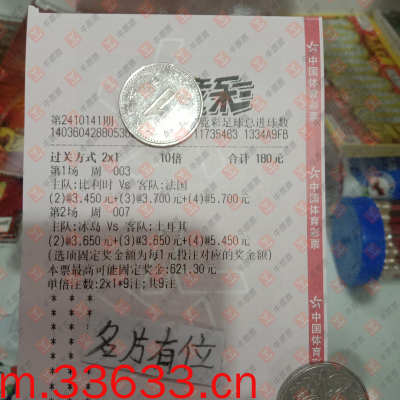 竞彩
第2410141期 竞彩足球总进球数
14036042880530 11735463 1334A9FB
过关方式 2x1 10倍 合计 180元
第1场 周 003
主队:比利时 Vs 客队:法国
(2)@3.450元+(3)@3.700元+(4)@5.700元
第2场 周 007
主队:冰岛 Vs 客队:土耳其
(2)@3.650元+(3)@3.650元+(4)@5.450元
(选项固定奖金额为每1元投注对应的奖金额)
本票最高可能固定奖金:621.30元
单倍注数:2x1*9注;共9注
名片有位
中国体育彩票
中国体育彩票
m.33633.cn